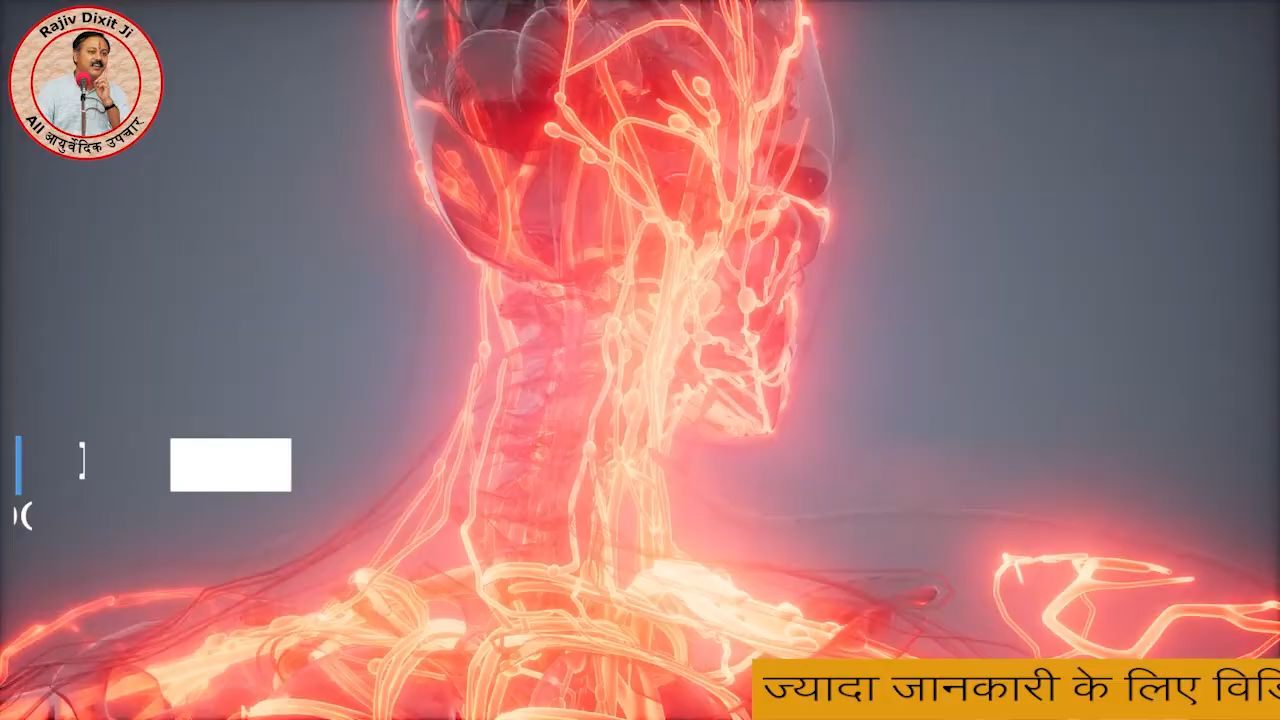 Rajiv Dixit Ji
All आयुर्वेदिक उपचार
ज्यादा जानकारी के लिए